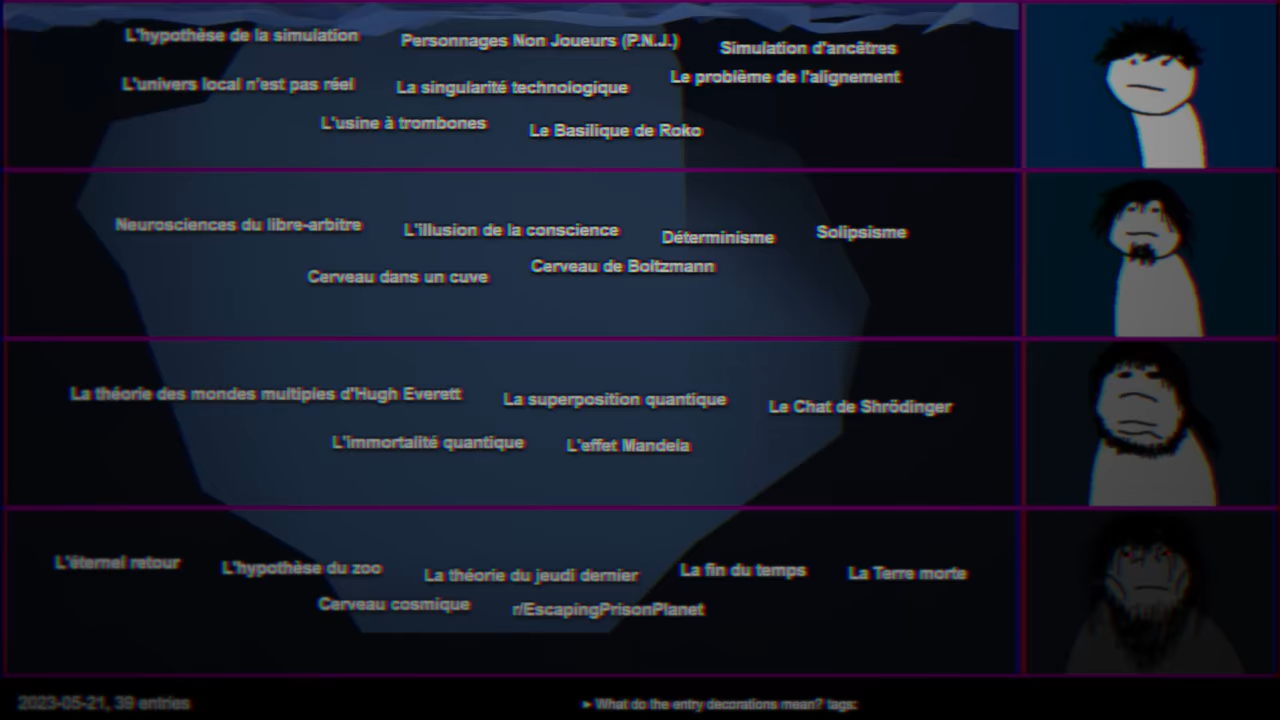 L'hypothèse de la simulation
Personnages Non Joueurs (P.N.J.)
Simulation d'ancêtres
L'univers local n'est pas réel
La singularité technologique
Le problème de l'alignement
L'usine à trombones
Le Basilique de Roko
Neurosciences du libre-arbitre
L'illusion de la conscience
Déterminisme
Solipsisme
Cerveau dans un cuve
Cerveau de Boltzmann
La théorie des mondes multiples d'Hugh Everett
La superposition quantique
Le Chat de Shrödinger
L'immortalité quantique
L'effet Mandela
L'éternel retour
L'hypothèse du zoo
La théorie du jeudi dernier
La fin du temps
La Terre morte
Cerveau cosmique
r/EscapingPrisonPlanet
2023-05-21, 39 entries
► What do the entry decorations mean? tags: